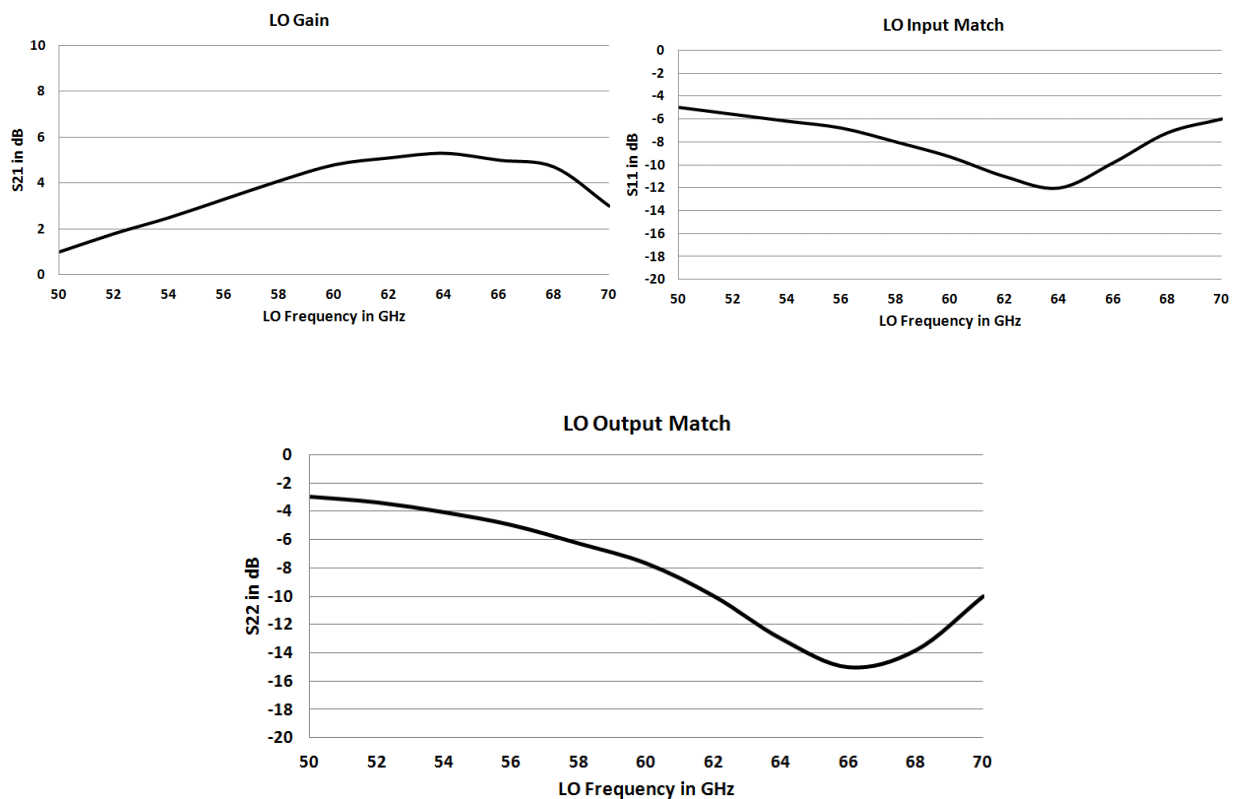 LO Gain
10
8
6
4
2
0
S21 in dB
50 52 54 56 58 60 62 64 66 68 70
LO Frequency in GHz
LO Input Match
0
-2
-4
-6
-8
-10
-12
-14
-16
-18
-20
S11 in dB
50 52 54 56 58 60 62 64 66 68 70
LO Frequency in GHz
LO Output Match
0
-2
-4
-6
-8
-10
-12
-14
-16
-18
-20
S22 in dB
50 52 54 56 58 60 62 64 66 68 70
LO Frequency in GHz